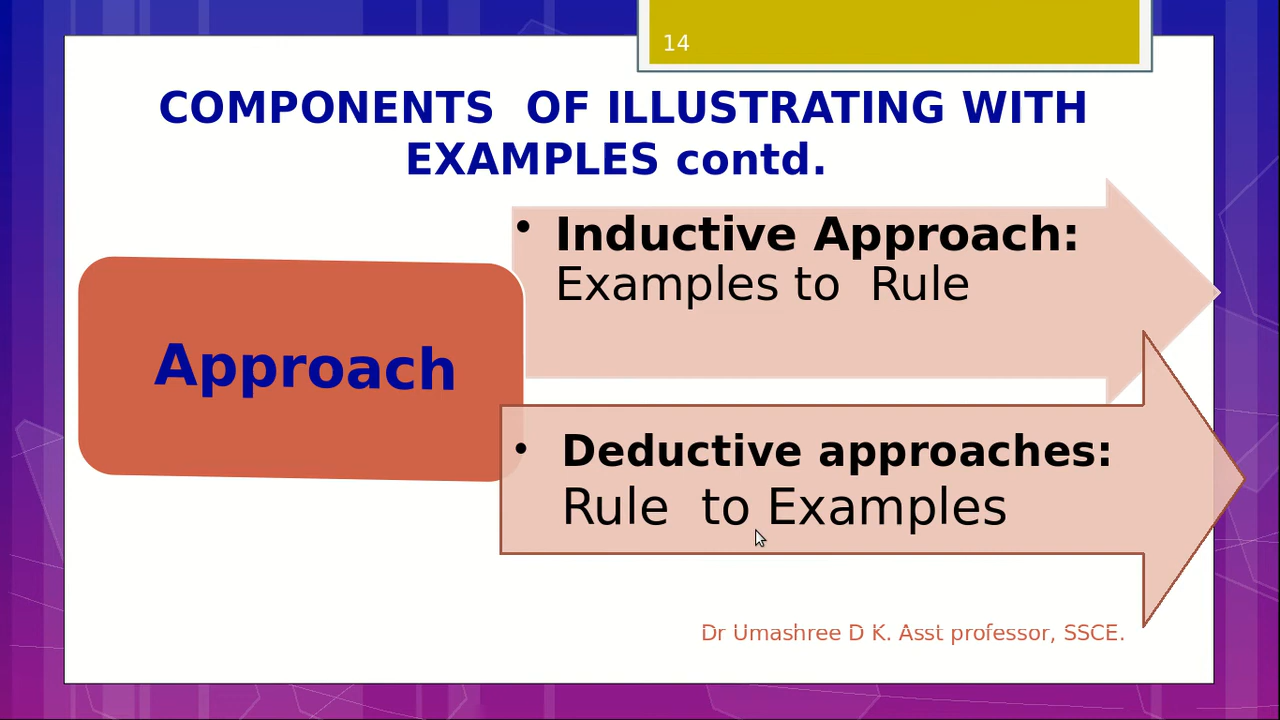 14
COMPONENTS OF ILLUSTRATING WITH
EXAMPLES contd.
Approach
• Inductive Approach:
Examples to Rule
• Deductive approaches:
Rule to Examples
Dr Umashree D K. Asst professor, SSCE.